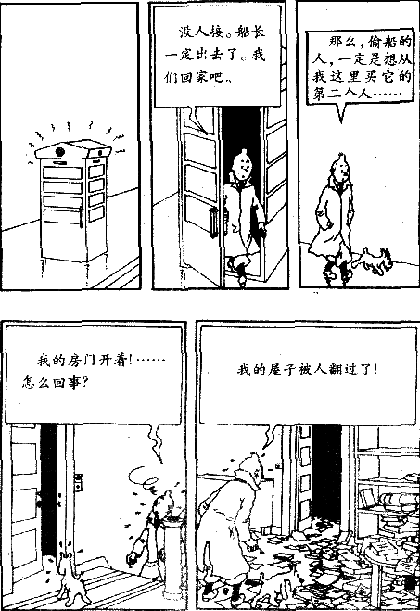 没人接。船长
一定出去了。我
们回家吧。
那么，偷船的
人，一定是想从
我这里买它的
第二个人……
我的房门开着！……
怎么回事？
我的屋子被人翻过了！